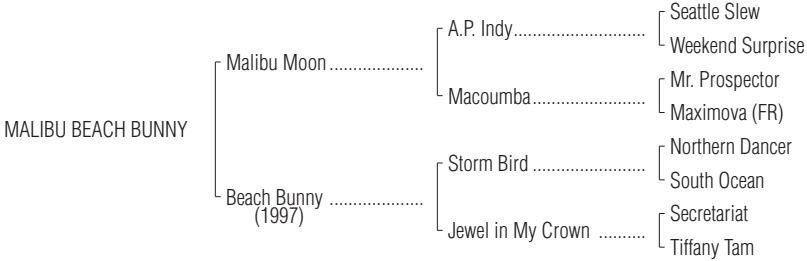 Seattle Slew
A.P. Indy..............................
Weekend Surprise
Malibu Moon .....................
Mr. Prospector
Macoumba..........................
Maximova (FR)
MALIBU BEACH BUNNY
Northern Dancer
Storm Bird ..........................
South Ocean
Beach Bunny .....................
(1997)
Secretariat
Jewel in My Crown ..........
Tiffany Tam